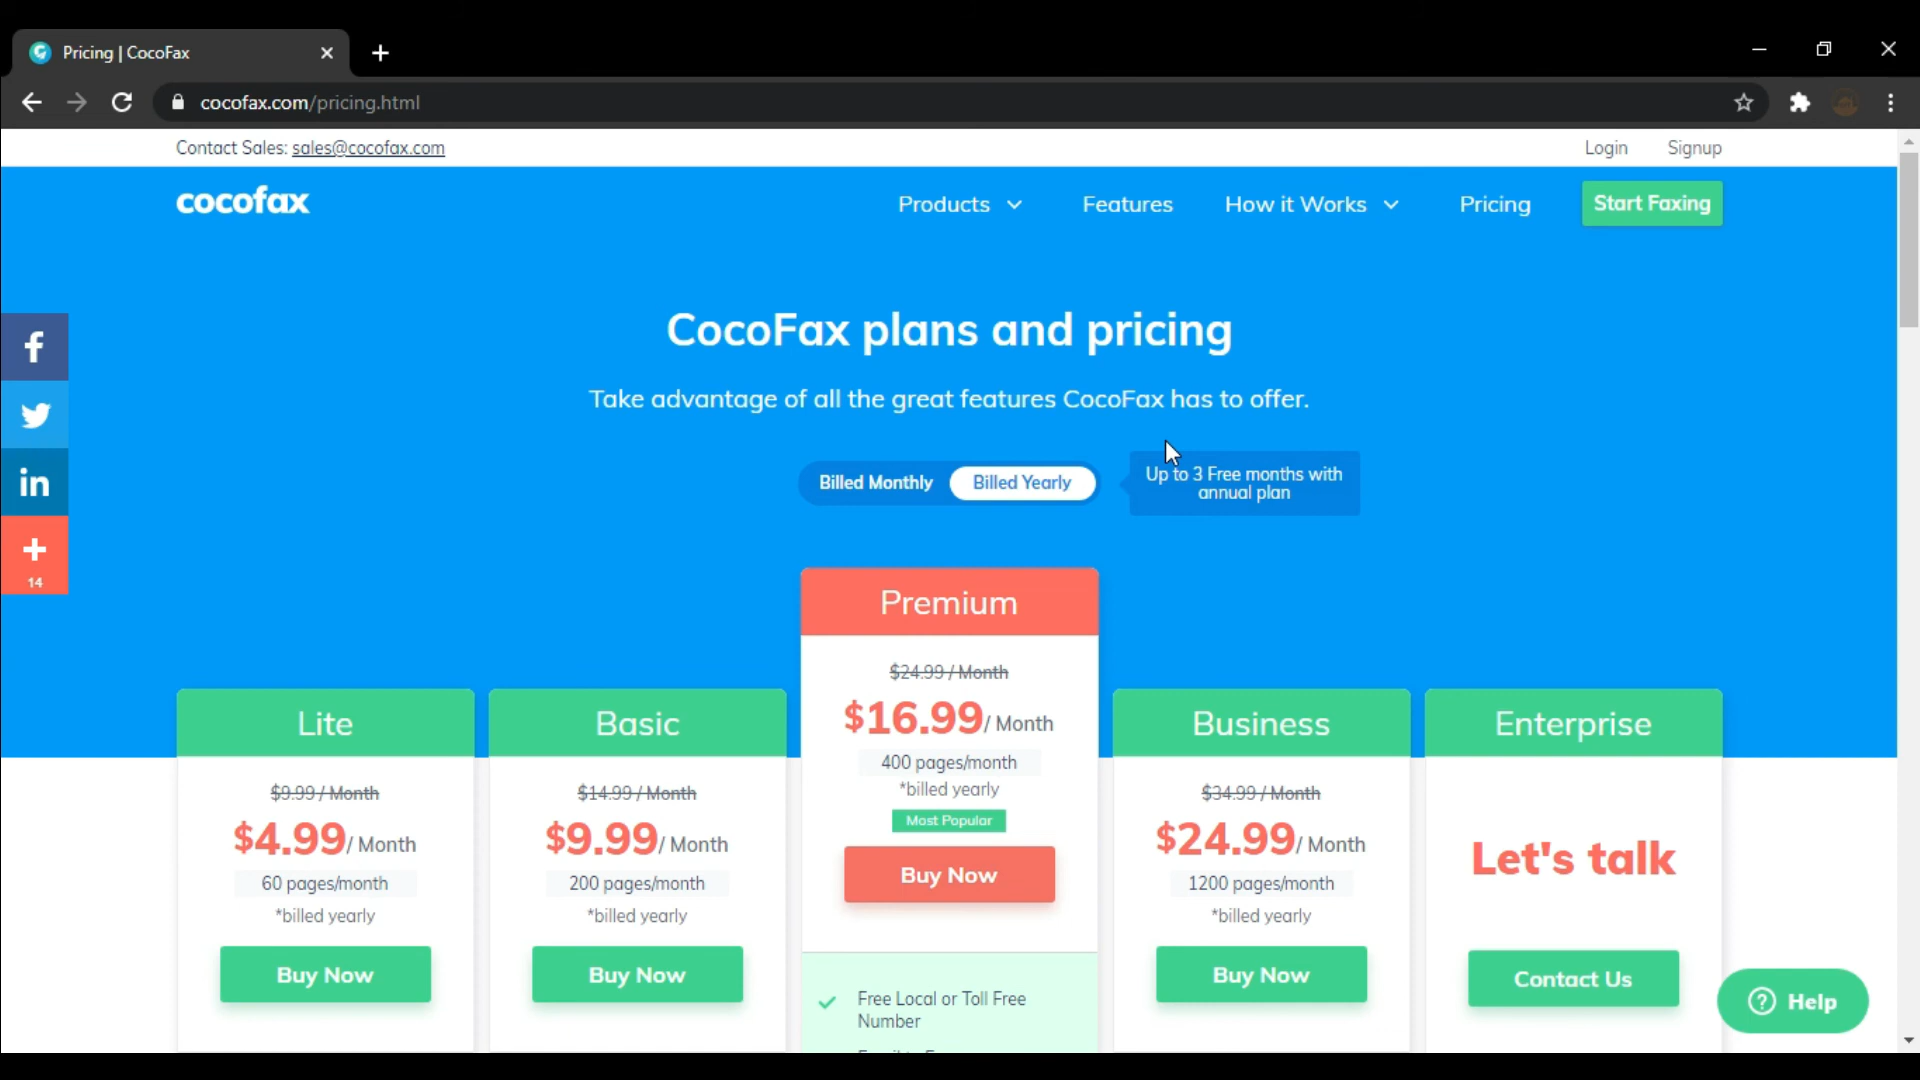 Pricing | CocoFax
cocofax.com/pricing.html
Contact Sales: sales@cocofax.com
Login
Signup
cocofax
Products
Features
How it Works
Pricing
Start Faxing
CocoFax plans and pricing
Take advantage of all the great features CocoFax has to offer.
Billed Monthly
Billed Yearly
Up to 3 Free months with
annual plan
14
Premium
$24.99 / Month
$16.99/ Month
400 pages/month
*billed yearly
Most Popular
Buy Now
Free Local or Toll Free
Number
Lite
$9.99 / Month
$4.99/ Month
60 pages/month
*billed yearly
Buy Now
Basic
$14.99 / Month
$9.99/ Month
200 pages/month
*billed yearly
Buy Now
Business
$34.99 / Month
$24.99/ Month
1200 pages/month
*billed yearly
Buy Now
Enterprise
Let's talk
Contact Us
Help